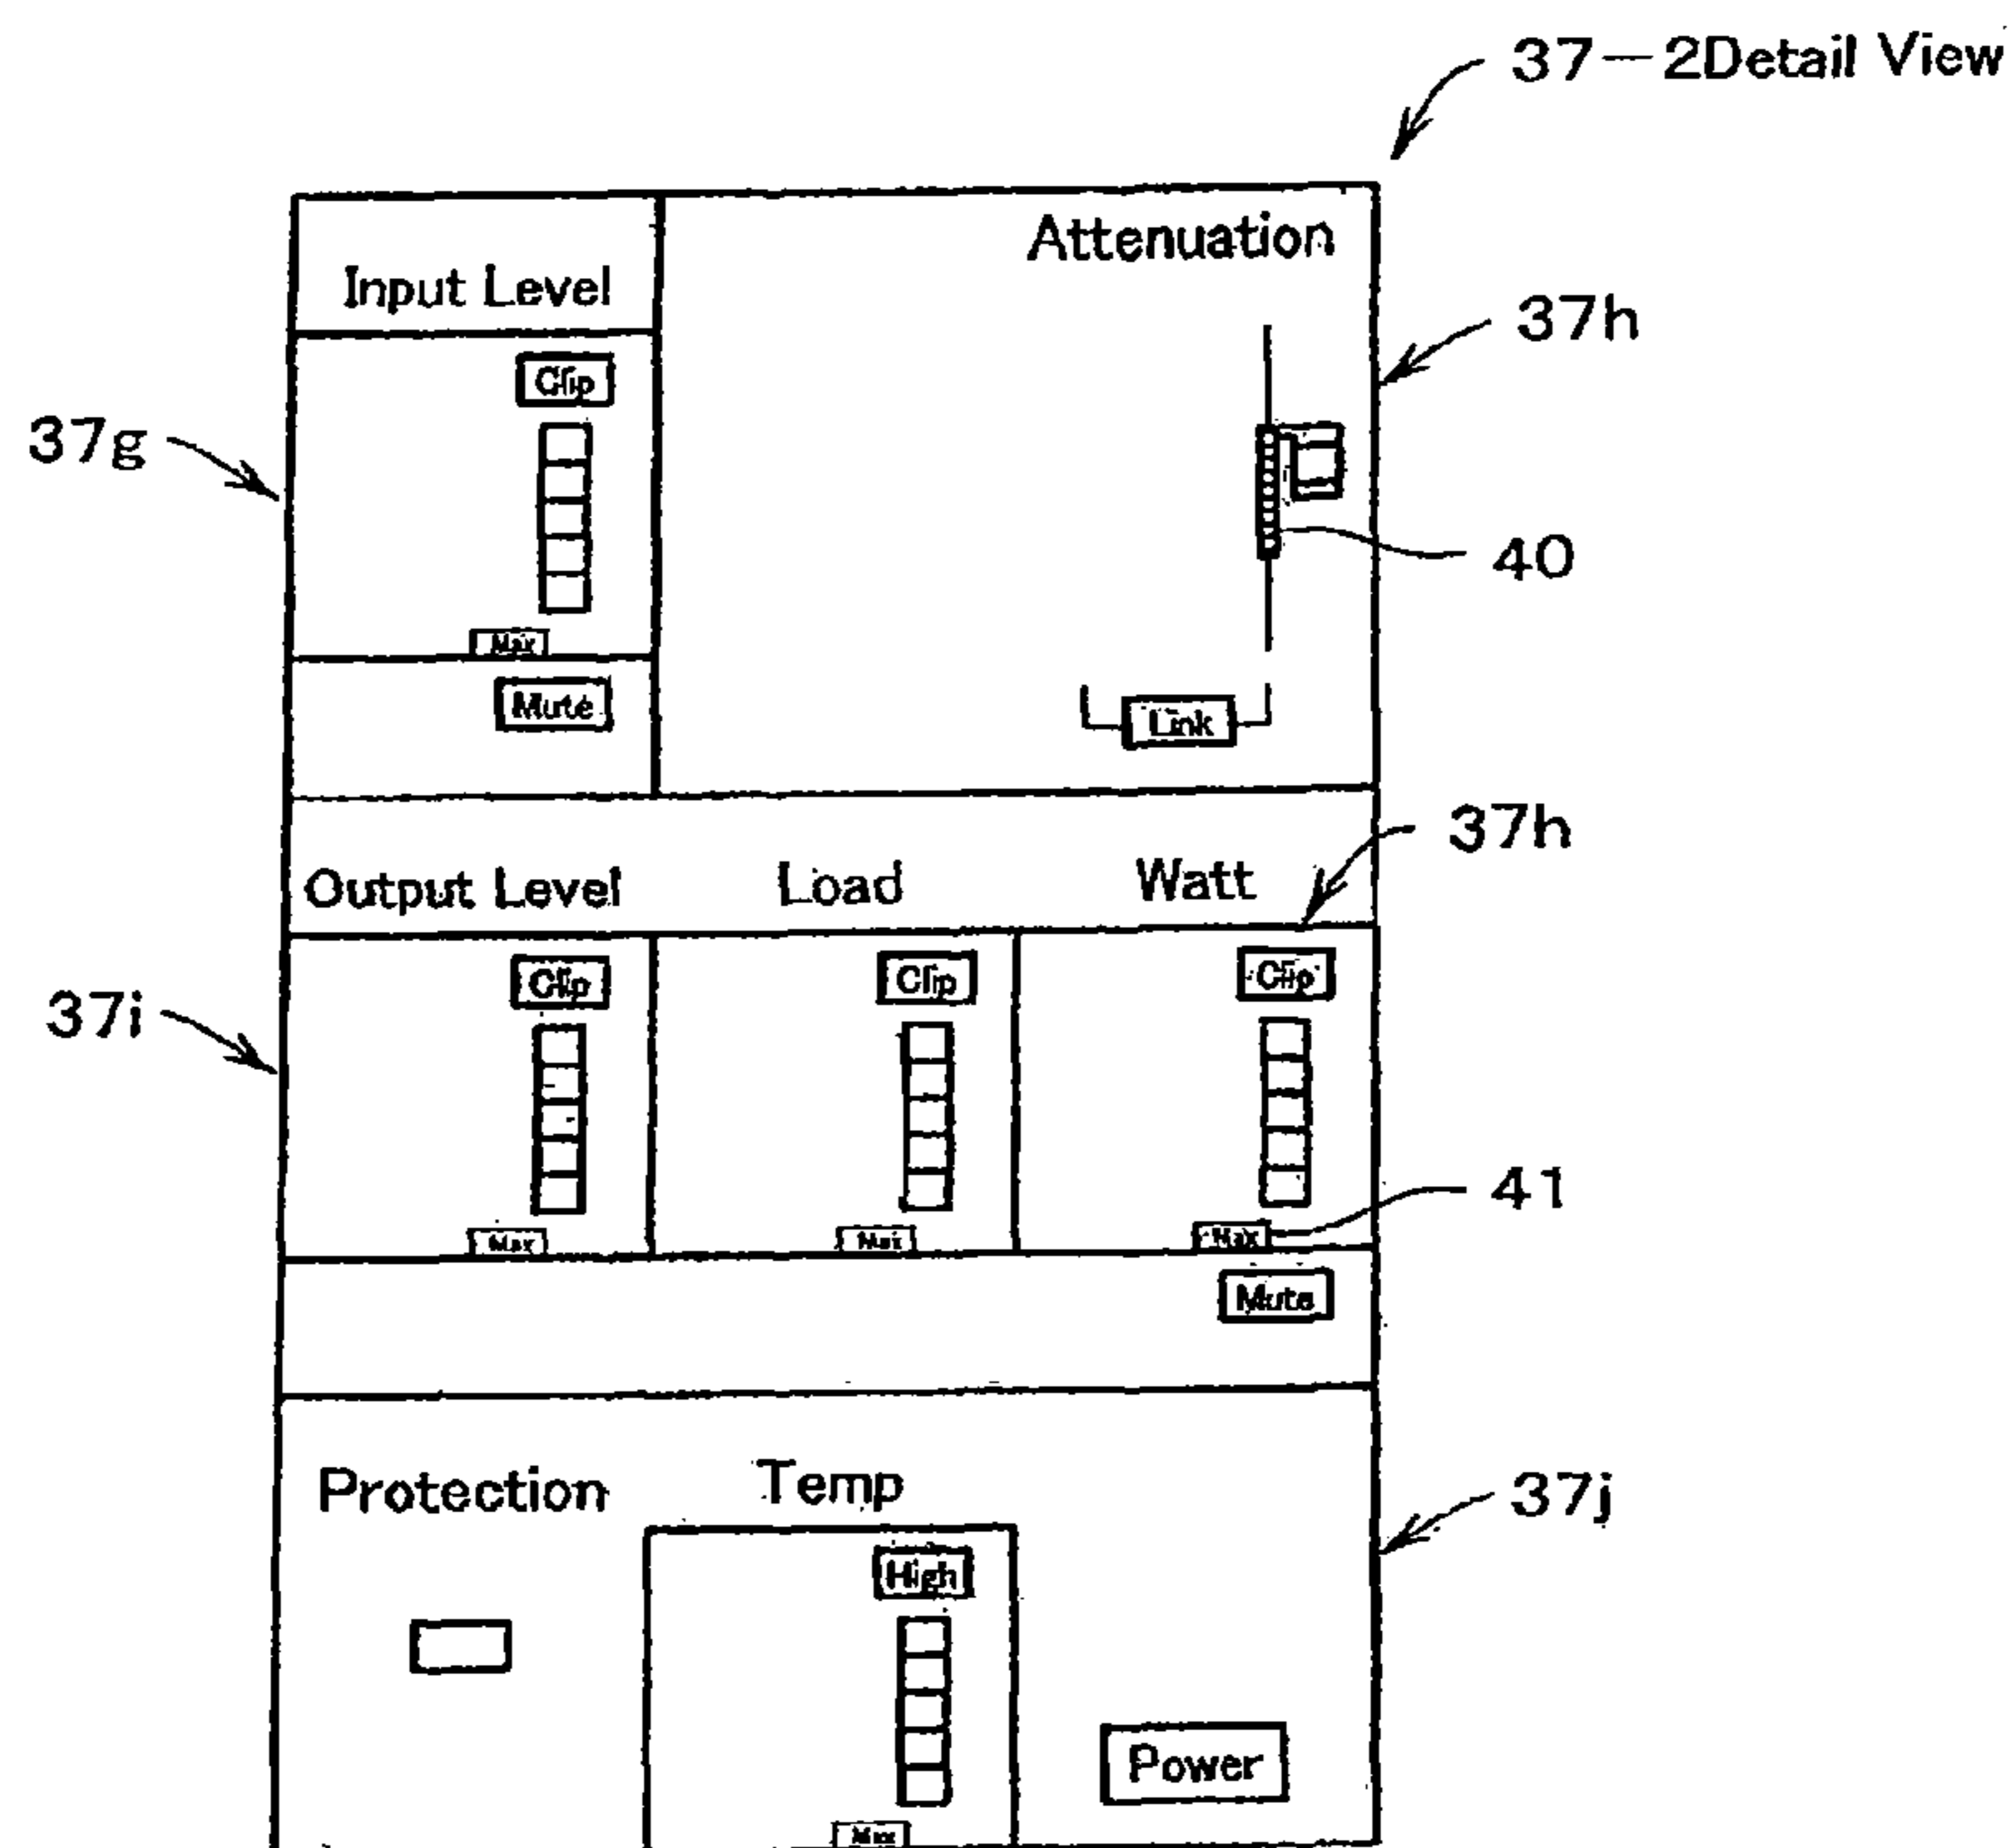 37-2Detail View
Attenuation
Input Level
37h
Clip
37g
40
Max
Mute
Link
37h
Output Level Load Watt
Clip Clip Clip
37i
41
Max Max Max
Mute
Protection Temp
37j
High
Power
Max